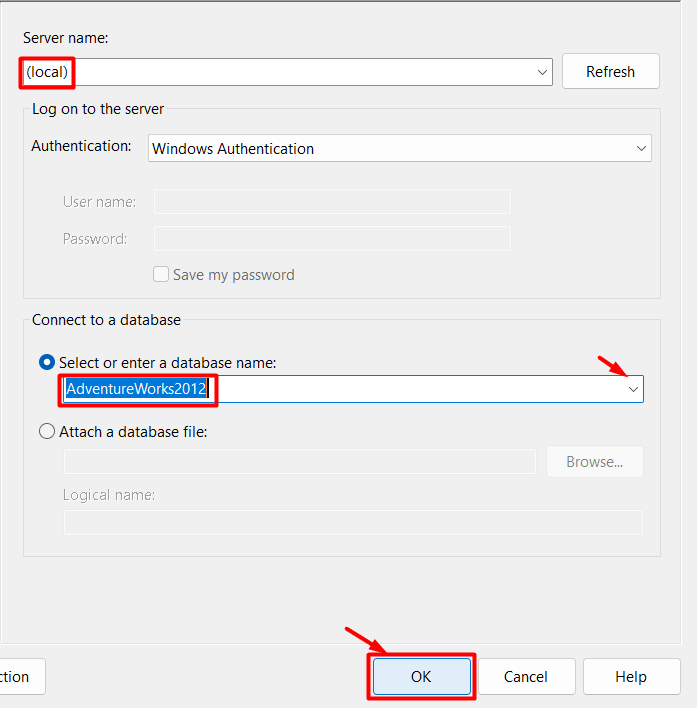 Server name:
(local)
Refresh
Log on to the server
Authentication:
Windows Authentication
User name:
Password:
Save my password
Connect to a database
Select or enter a database name:
AdventureWorks2012
Attach a database file:
Browse...
Logical name:
ction
OK
Cancel
Help